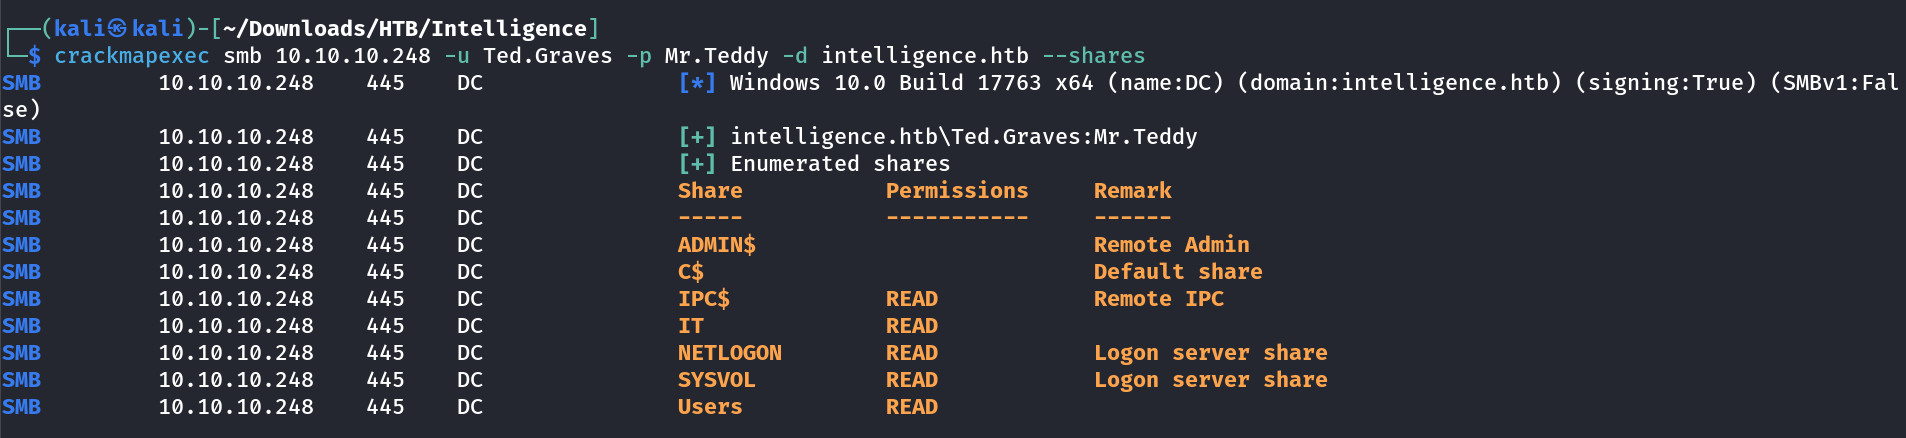 ┌──(kali㉿kali)-[~/Downloads/HTB/Intelligence]
└─$ crackmapexec smb 10.10.10.248 -u Ted.Graves -p Mr.Teddy -d intelligence.htb --shares
SMB         10.10.10.248    445    DC               [*] Windows 10.0 Build 17763 x64 (name:DC) (domain:intelligence.htb) (signing:True) (SMBv1:Fal
se)
SMB         10.10.10.248    445    DC               [+] intelligence.htb\Ted.Graves:Mr.Teddy
SMB         10.10.10.248    445    DC               [+] Enumerated shares
SMB         10.10.10.248    445    DC               Share           Permissions     Remark
SMB         10.10.10.248    445    DC               -----           -----------     ------
SMB         10.10.10.248    445    DC               ADMIN$                          Remote Admin
SMB         10.10.10.248    445    DC               C$                              Default share
SMB         10.10.10.248    445    DC               IPC$            READ            Remote IPC
SMB         10.10.10.248    445    DC               IT              READ
SMB         10.10.10.248    445    DC               NETLOGON        READ            Logon server share
SMB         10.10.10.248    445    DC               SYSVOL          READ            Logon server share
SMB         10.10.10.248    445    DC               Users           READ